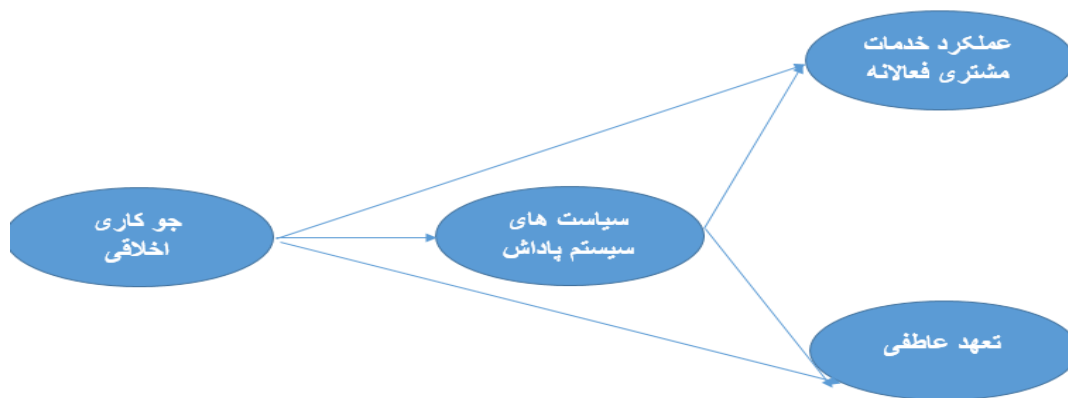 عملکرد خدمات
مشتری فعالانه
جو کاری
اخلاقی
سیاست های
سیستم پاداش
تعهد عاطفی